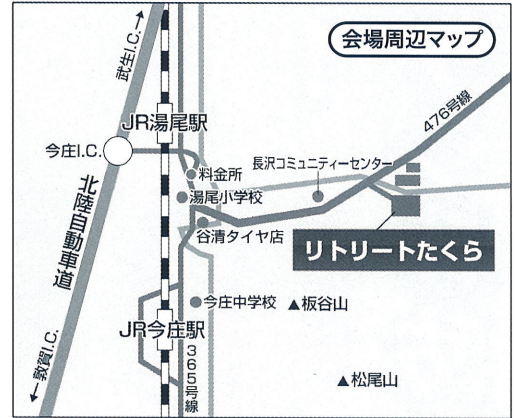 会場周辺マップ
武生I.C.→
476号線
JR湯尾駅
今庄I.C.
料金所
長沢コミュニティーセンター
湯尾小学校
北陸自動車道
谷清タイヤ店
リトリートたくら
今庄中学校
▲板谷山
JR今庄駅
365号線
←敦賀I.C.
▲松尾山